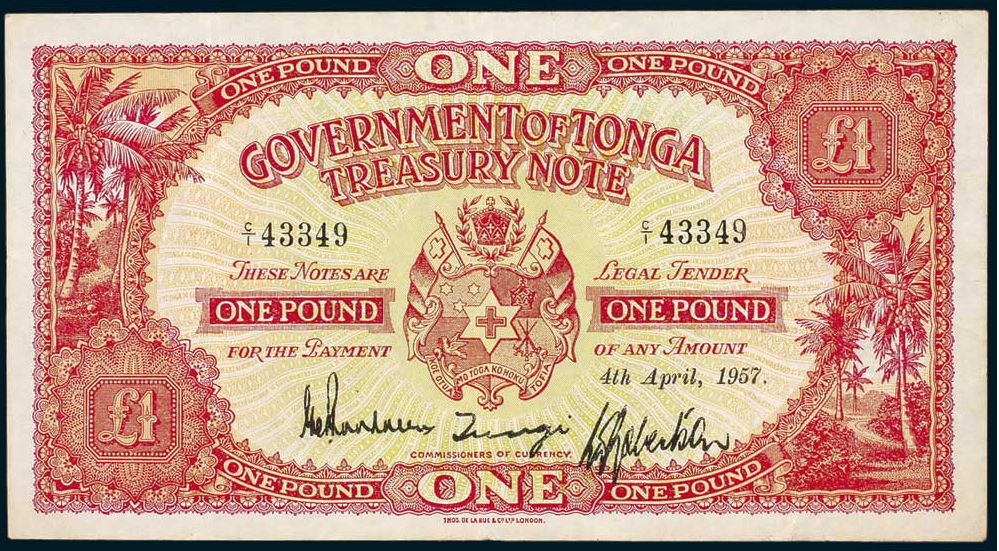 ONE POUND ONE ONE POUND
GOVERNMENT OF TONGA
TREASURY NOTE
£1
C/1 43349 C/1 43349
THESE NOTES ARE LEGAL TENDER
ONE POUND ONE POUND
FOR THE PAYMENT OF ANY AMOUNT
MO TOGA KO HOKU TOFIA
4th April, 1957.
£1
Tungi
COMMISSIONERS OF CURRENCY.
ONE POUND ONE ONE POUND
THOS. DE LA RUE & CO. LTD. LONDON.